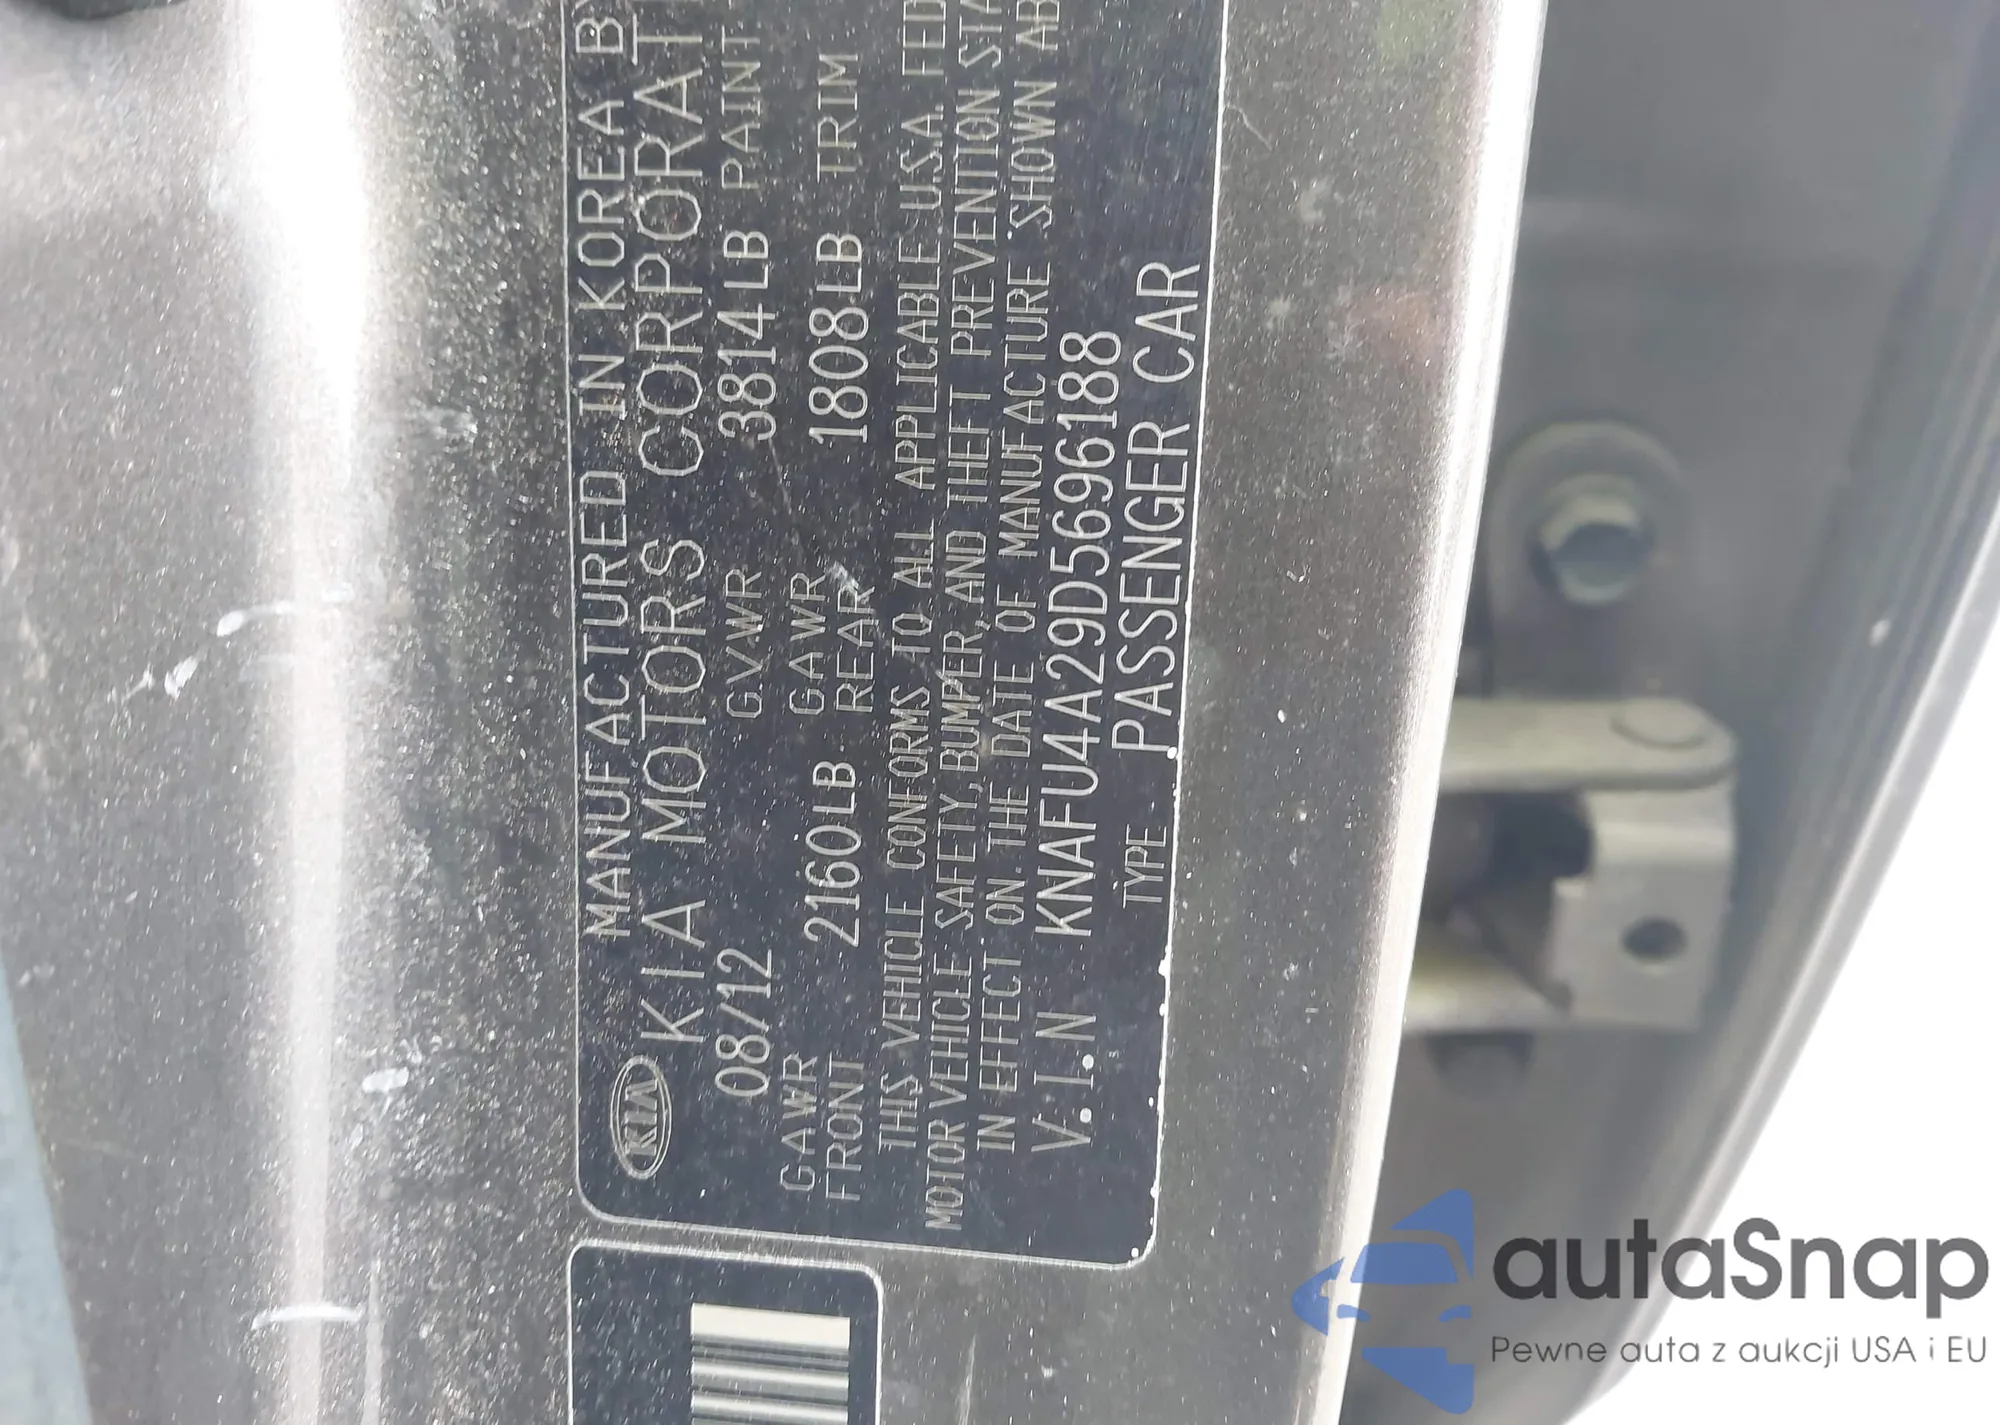 MANUFACTURED IN KOREA BY
KIA KIA MOTORS CORPORAT
08/12 GVWR 3814LB PAINT
GAWR FRONT 2160LB GAWR REAR 1808LB TRIM
THIS VEHICLE CONFORMS TO ALL APPLICABLE U.S.A. FED
MOTOR VEHICLE SAFETY, BUMPER, AND THEFT PREVENTION STA
IN EFFECT ON THE DATE OF MANUFACTURE SHOWN AB
V.I.N KNAFU4A29D5696188
TYPE PASSENGER CAR
autaSnap
Pewne auta z aukcji USA i EU